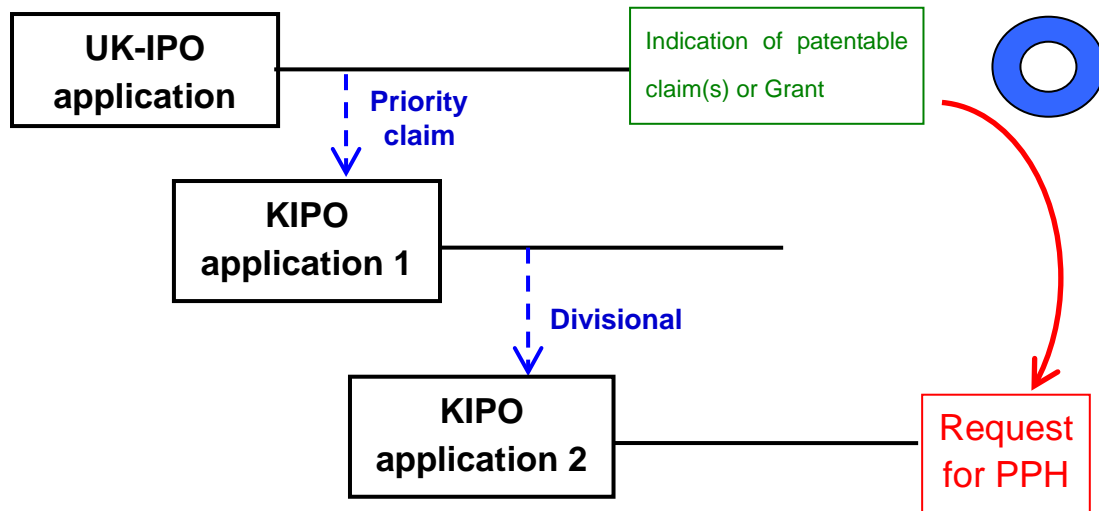 UK-IPO
application
Indication of patentable
claim(s) or Grant
Priority
claim
KIPO
application 1
Divisional
KIPO
application 2
Request
for PPH